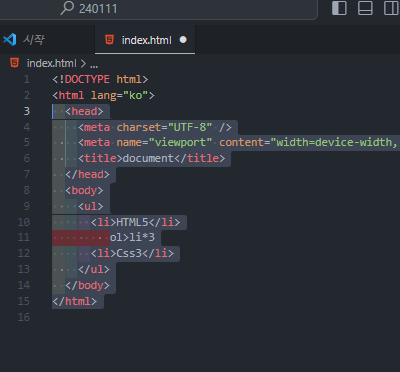 240111
시작
index.html
index.html > ...
1 <!DOCTYPE html>
2 <html lang="ko">
3 <head>
4 <meta charset="UTF-8" />
5 <meta name="viewport" content="width=device-width,
6 <title>document</title>
7 </head>
8 <body>
9 <ul>
10 <li>HTML5</li>
11 ol>li*3
12 <li>Css3</li>
13 </ul>
14 </body>
15 </html>
16